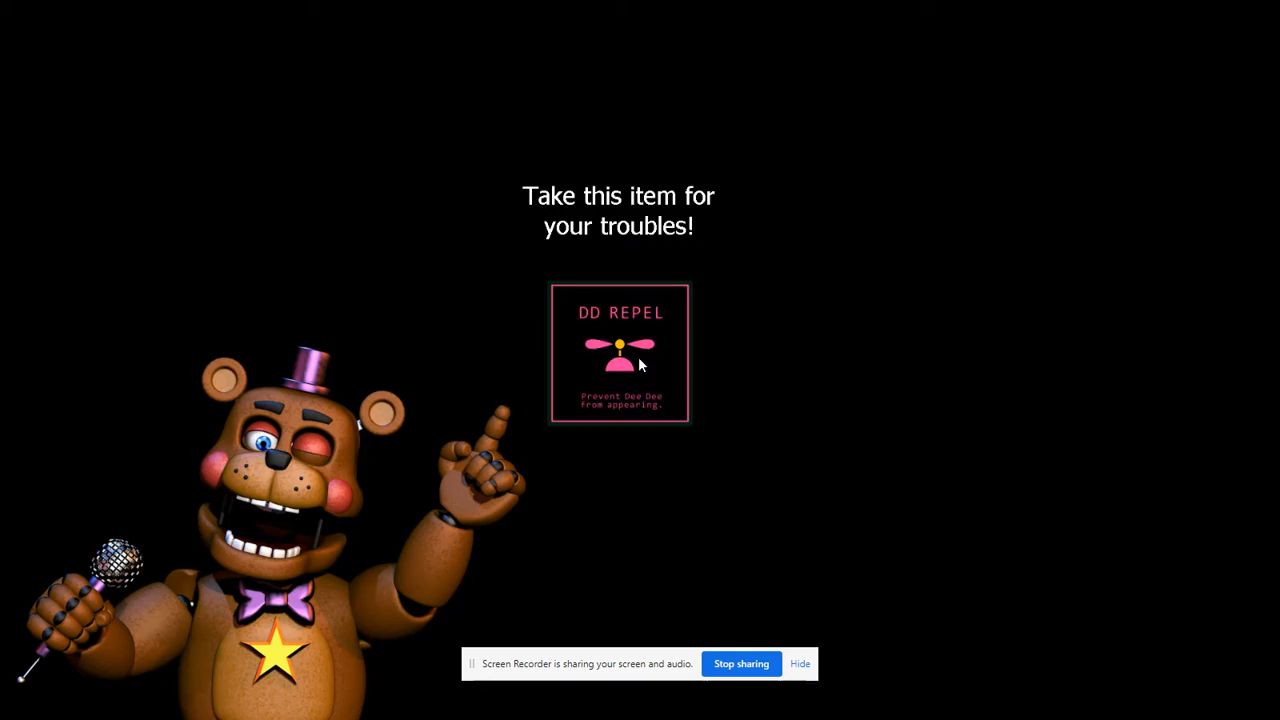 Take this item for
your troubles!
DD REPEL
Prevent Dee Dee
from appearing.
Screen Recorder is sharing your screen and audio.
Stop sharing
Hide